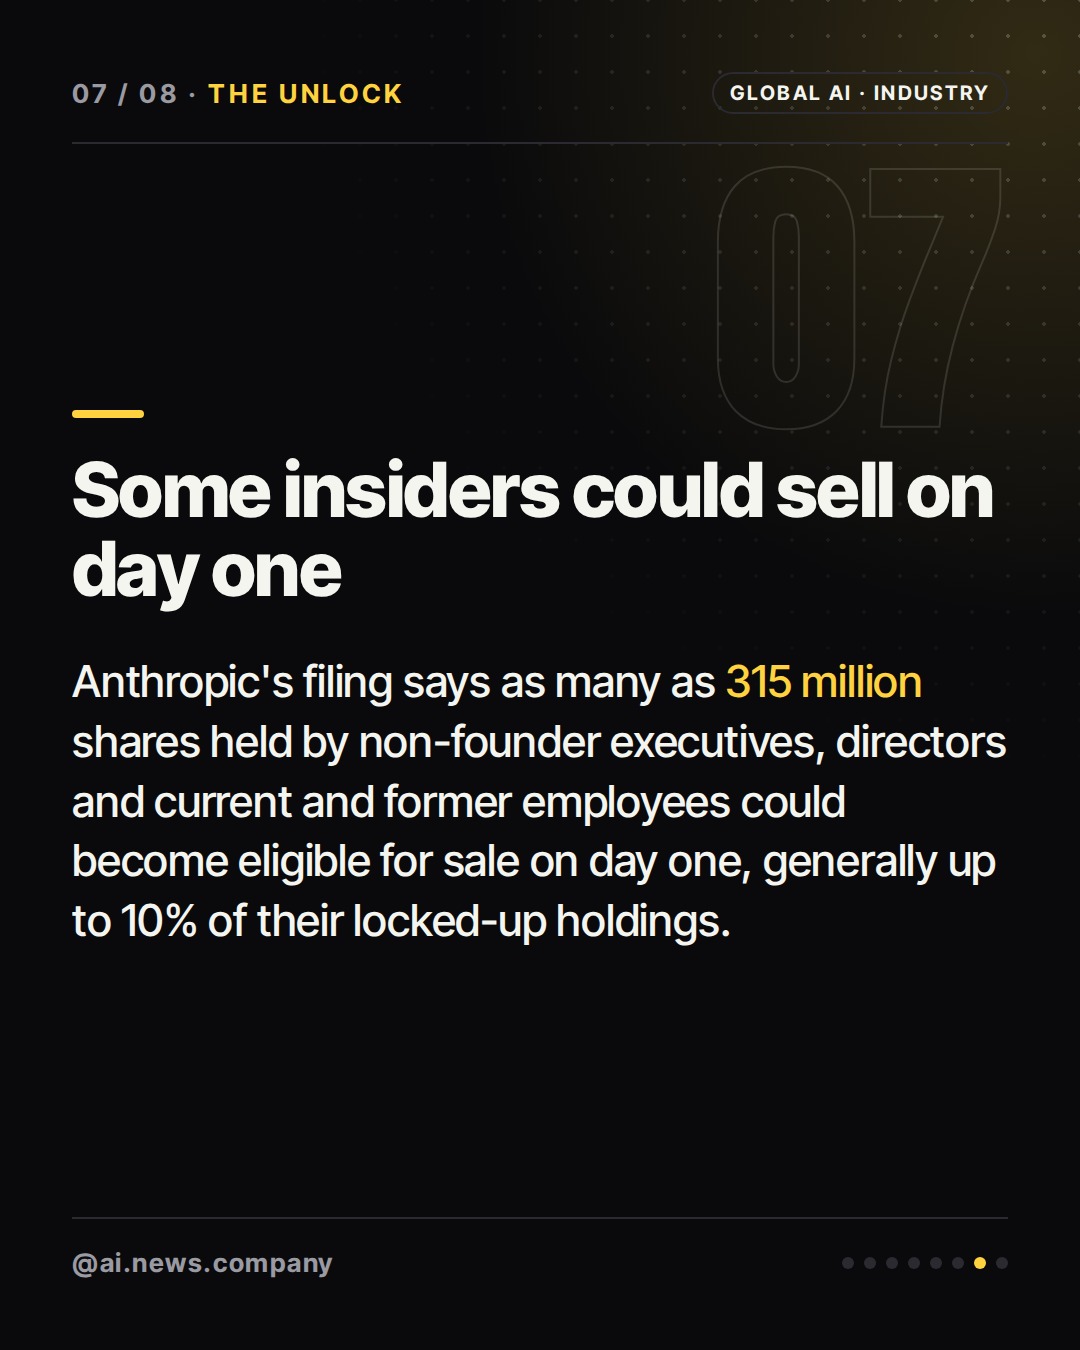 07 / 08 · THE UNLOCK
GLOBAL AI · INDUSTRY
07
Some insiders could sell on
day one
Anthropic's filing says as many as 315 million
shares held by non-founder executives, directors
and current and former employees could
become eligible for sale on day one, generally up
to 10% of their locked-up holdings.
@ai.news.company